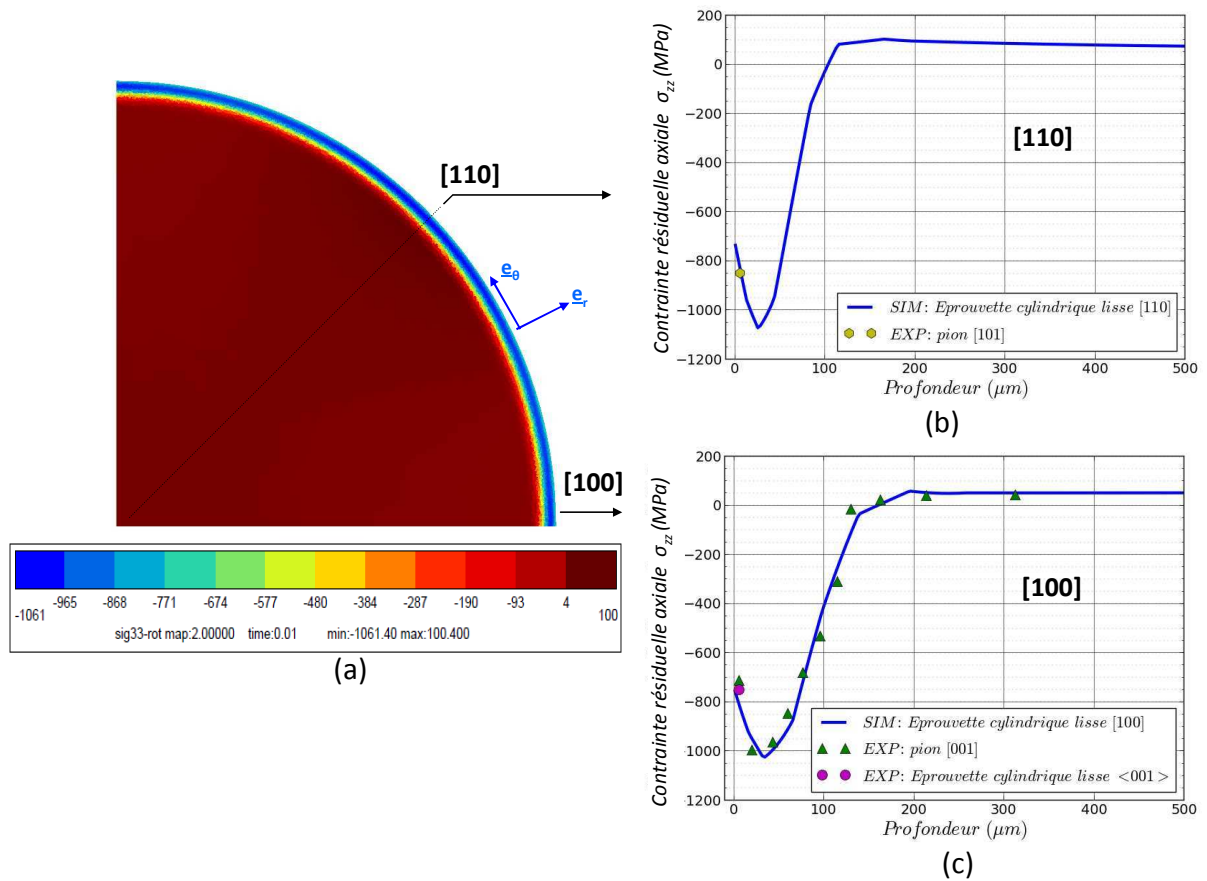 [110]
e_θ
e_r
[100]
-1061 -965 -868 -771 -674 -577 -480 -384 -287 -190 -93 4 100
sig33-rot map:2.00000 time:0.01 min:-1061.40 max:100.400
(a)
Contrainte résiduelle axiale σ_zz (MPa)
200
0
−200
−400
−600
−800
−1000
−1200
[110]
SIM: Eprouvette cylindrique lisse [110]
EXP: pion [101]
0 100 200 300 400 500
Profondeur (μm)
(b)
Contrainte résiduelle axiale σ_zz (MPa)
200
0
−200
−400
−600
−800
−1000
−1200
[100]
SIM: Eprouvette cylindrique lisse [100]
EXP: pion [001]
EXP: Eprouvette cylindrique lisse <001>
0 100 200 300 400 500
Profondeur (μm)
(c)